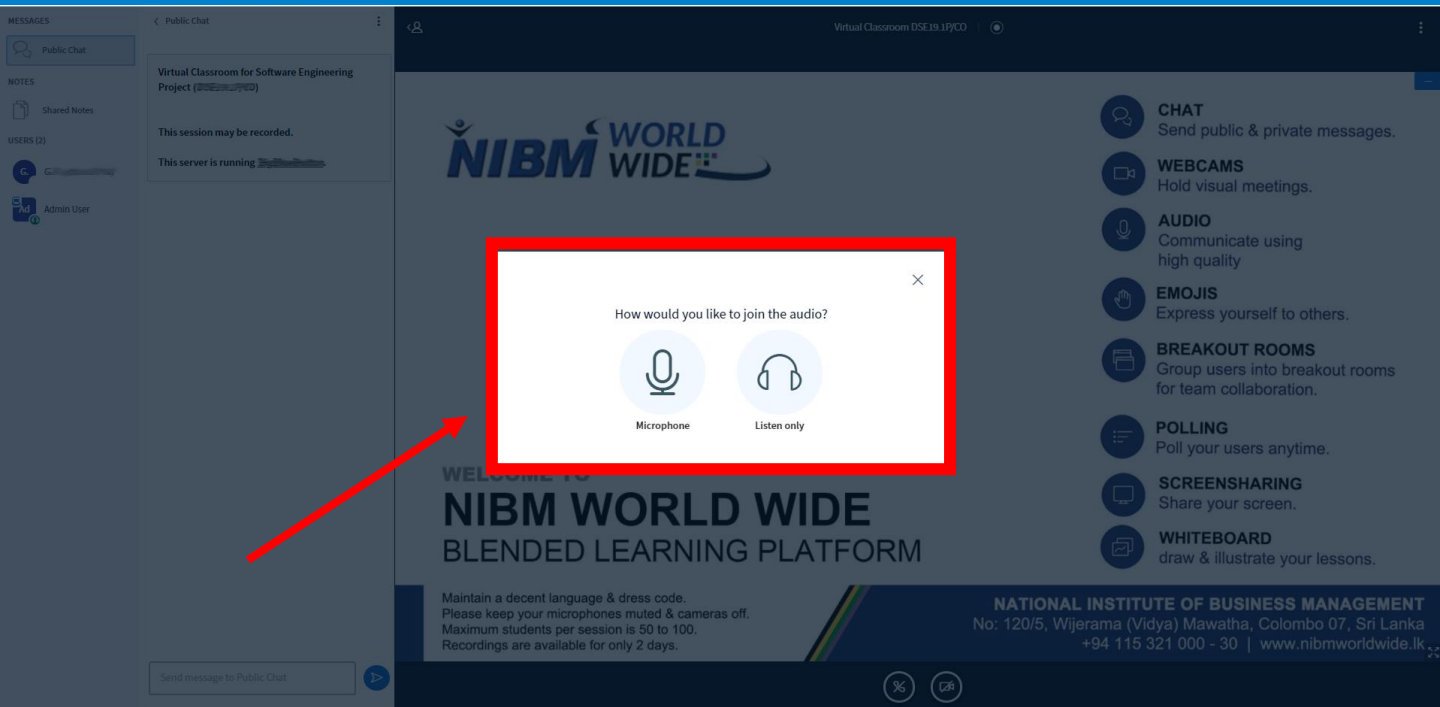 MESSAGES
Public Chat
NOTES
Shared Notes
USERS (2)
G.
G
Ad
Admin User
Public Chat
Virtual Classroom for Software Engineering
Project (
This session may be recorded.
This server is running
Send message to Public Chat
Virtual Classroom DSE19.1P/CO
NIBM WORLD
WIDE
How would you like to join the audio?
Microphone
Listen only
WELCOME TO
NIBM WORLD WIDE
BLENDED LEARNING PLATFORM
CHAT
Send public & private messages.
WEBCAMS
Hold visual meetings.
AUDIO
Communicate using
high quality
EMOJIS
Express yourself to others.
BREAKOUT ROOMS
Group users into breakout rooms
for team collaboration.
POLLING
Poll your users anytime.
SCREENSHARING
Share your screen.
WHITEBOARD
draw & illustrate your lessons.
Maintain a decent language & dress code.
Please keep your microphones muted & cameras off.
Maximum students per session is 50 to 100.
Recordings are available for only 2 days.
NATIONAL INSTITUTE OF BUSINESS MANAGEMENT
No: 120/5, Wijerama (Vidya) Mawatha, Colombo 07, Sri Lanka
+94 115 321 000 - 30 | www.nibmworldwide.lk